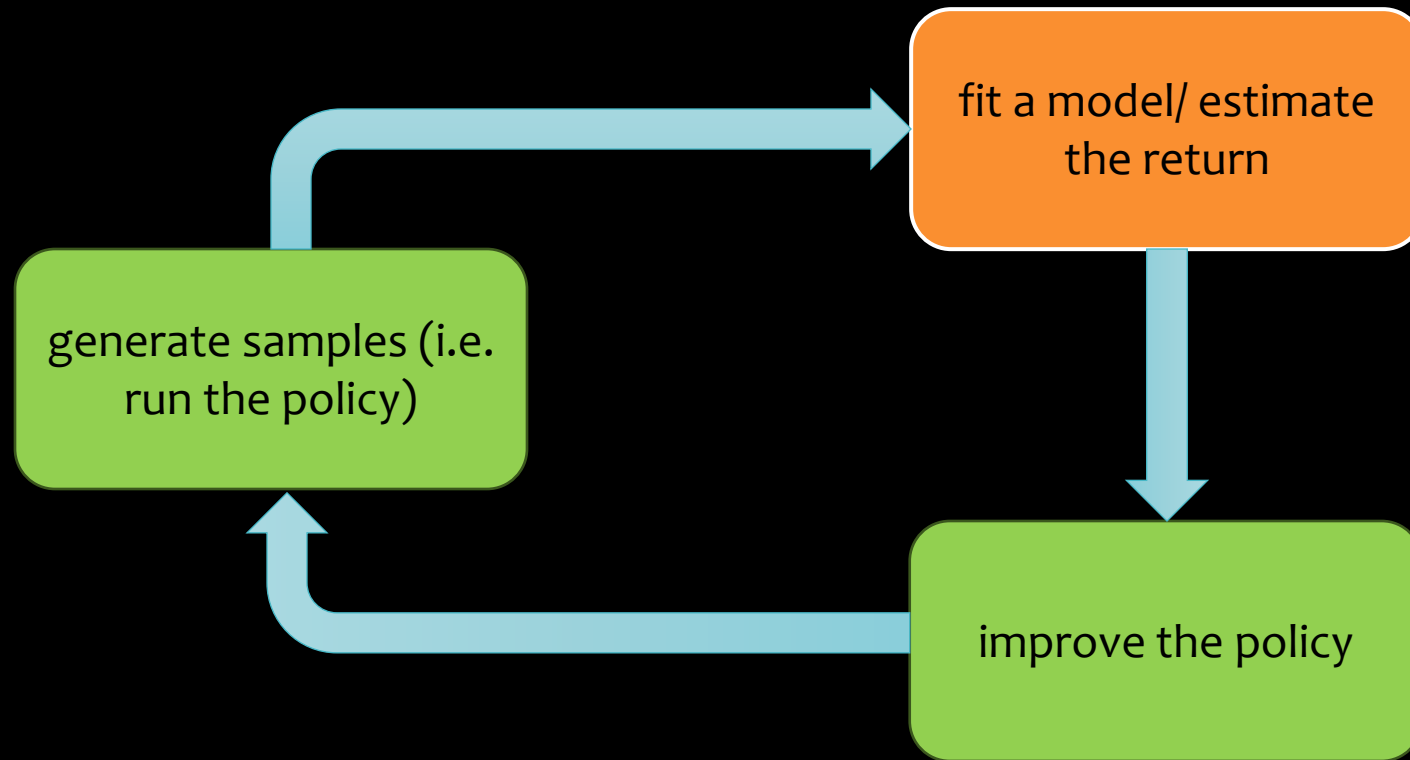 fit a model/ estimate
the return
generate samples (i.e.
run the policy)
improve the policy